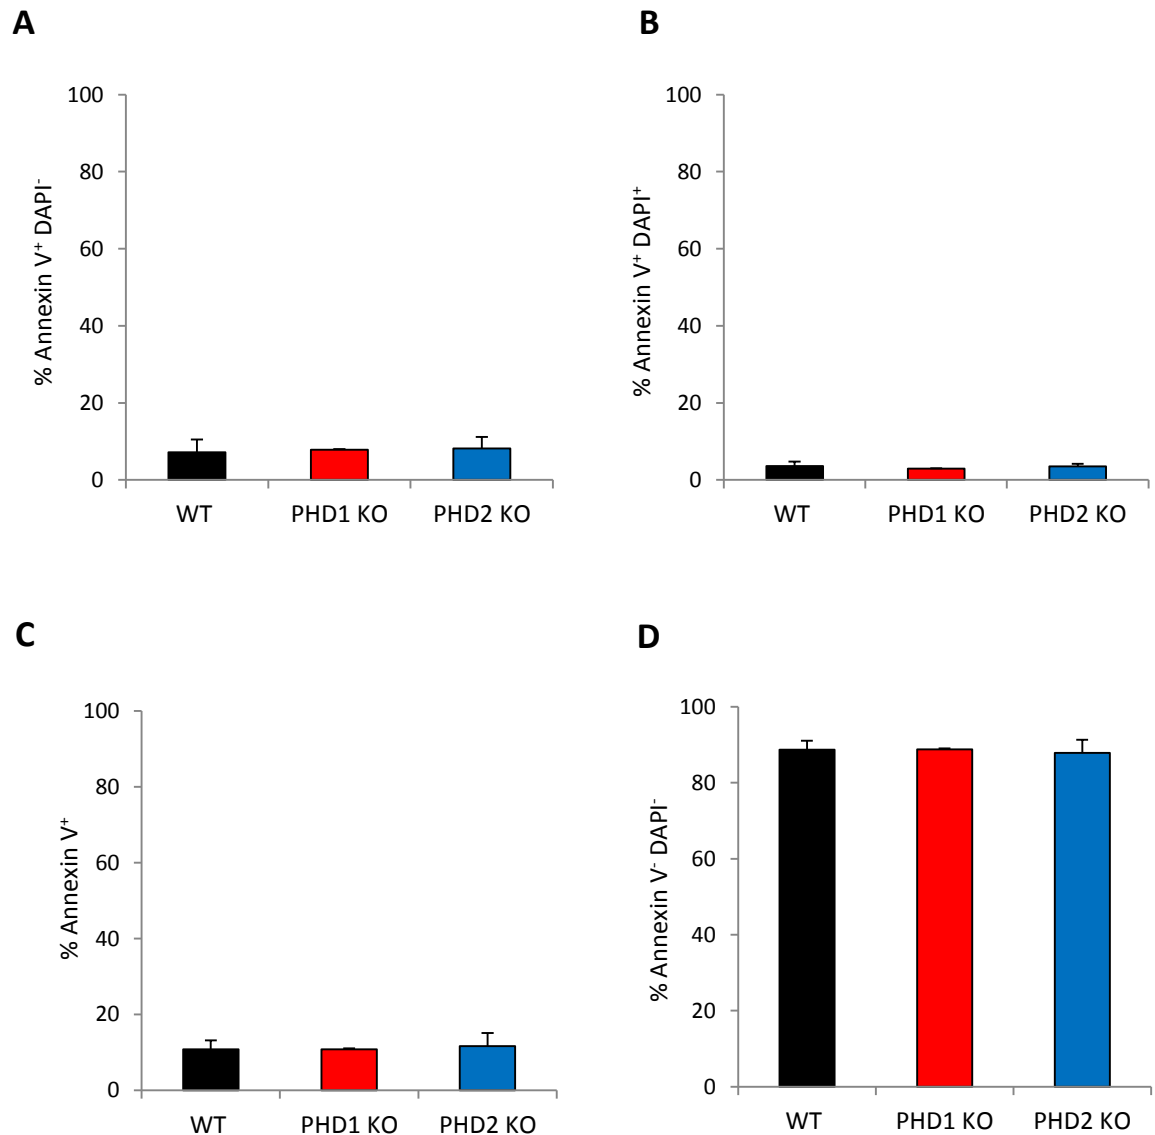 A
% Annexin V⁺ DAPI⁻
100
80
60
40
20
0
WT PHD1 KO PHD2 KO
B
% Annexin V⁺ DAPI⁺
100
80
60
40
20
0
WT PHD1 KO PHD2 KO
C
% Annexin V⁺
100
80
60
40
20
0
WT PHD1 KO PHD2 KO
D
% Annexin V⁻ DAPI⁻
100
80
60
40
20
0
WT PHD1 KO PHD2 KO